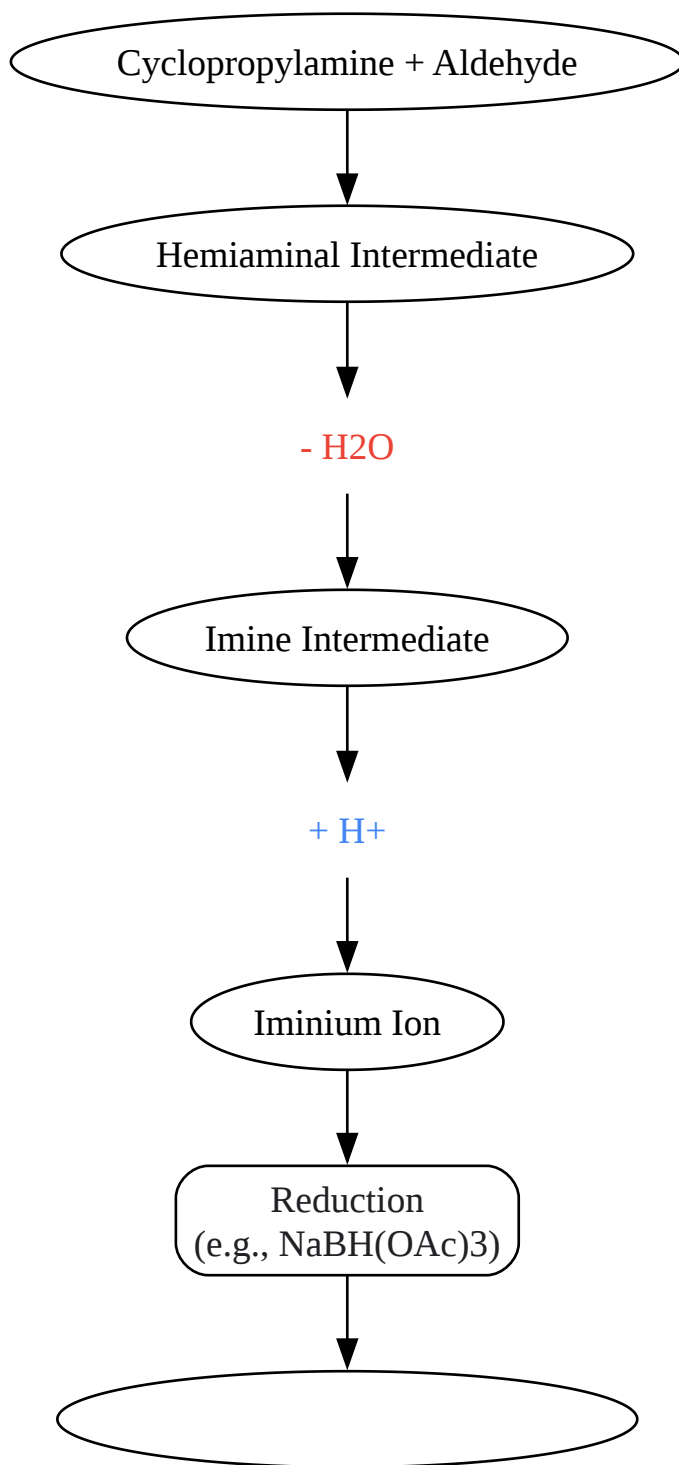 Cyclopropylamine + Aldehyde
Hemiaminal Intermediate
- H2O
Imine Intermediate
+ H+
Iminium Ion
Reduction
(e.g., NaBH(OAc)3)